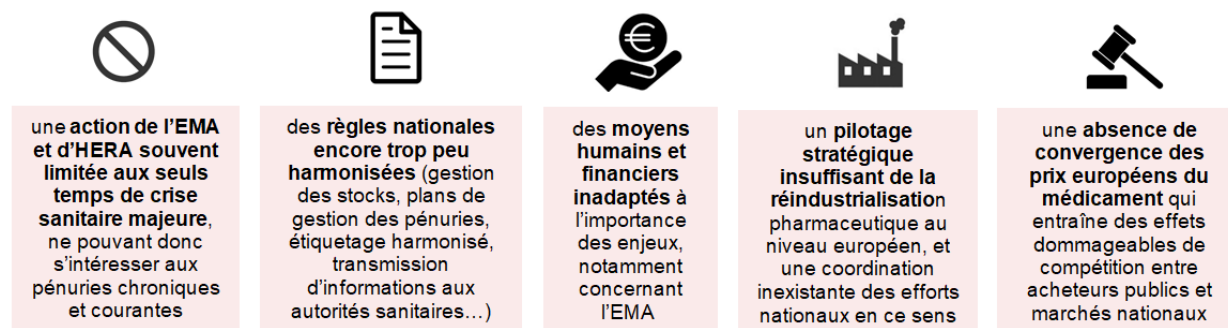 une action de l’EMA
et d’HERA souvent
limitée aux seuls
temps de crise
sanitaire majeure,
ne pouvant donc
s’intéresser aux
pénuries chroniques
et courantes
des règles nationales
encore trop peu
harmonisées (gestion
des stocks, plans de
gestion des pénuries,
étiquetage harmonisé,
transmission
d’informations aux
autorités sanitaires…)
des moyens
humains et
financiers
inadaptés à
l’importance
des enjeux,
notamment
concernant
l’EMA
un pilotage
stratégique
insuffisant de la
réindustrialisation
pharmaceutique au
niveau européen, et
une coordination
inexistante des efforts
nationaux en ce sens
une absence de
convergence des
prix européens du
médicament qui
entraîne des effets
dommageables de
compétition entre
acheteurs publics et
marchés nationaux